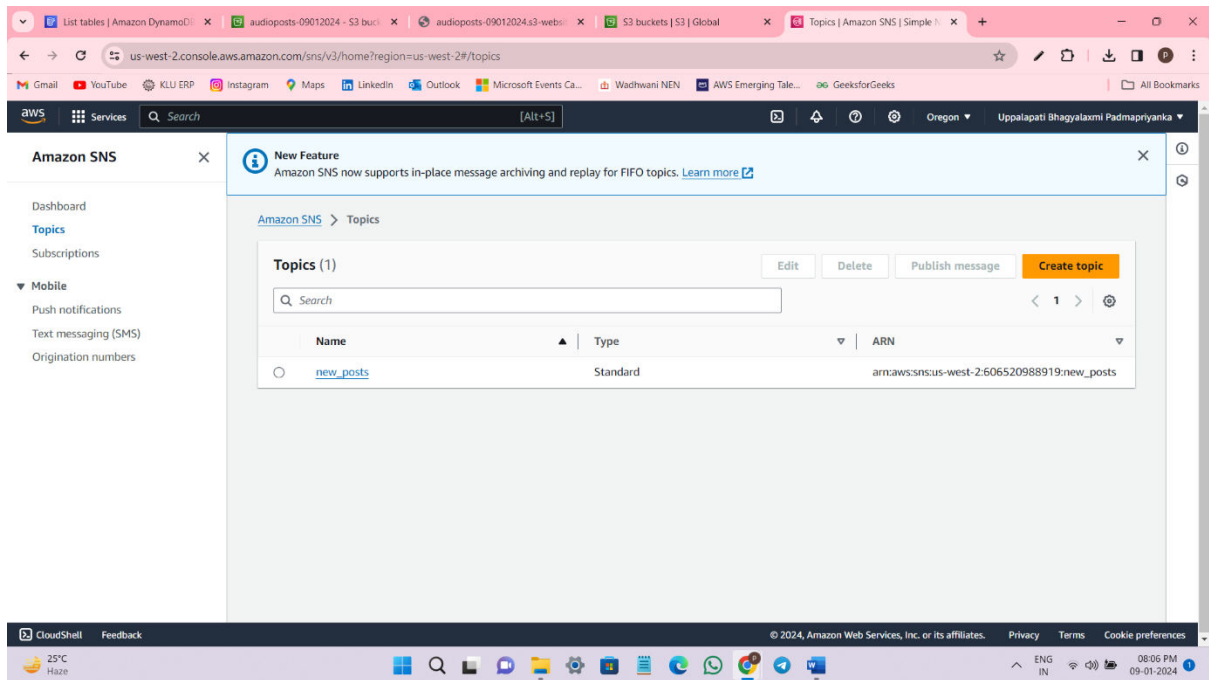 List tables | Amazon DynamoD
audioposts-09012024 - S3 buck
audioposts-09012024.s3-websi
S3 buckets | S3 | Global
Topics | Amazon SNS | Simple N
us-west-2.console.aws.amazon.com/sns/v3/home?region=us-west-2#/topics
P
Gmail YouTube KLU ERP Instagram Maps LinkedIn Outlook Microsoft Events Ca... Wadhwani NEN AWS Emerging Tale... GeeksforGeeks All Bookmarks
aws Services Search [Alt+S] Oregon Uppalapati Bhagyalaxmi Padmapriyanka
Amazon SNS
Dashboard
Topics
Subscriptions
Mobile
Push notifications
Text messaging (SMS)
Origination numbers
New Feature
Amazon SNS now supports in-place message archiving and replay for FIFO topics. Learn more
Amazon SNS > Topics
Topics (1) Edit Delete Publish message Create topic
Search < 1 >
Name Type ARN
new_posts Standard arn:aws:sns:us-west-2:606520988919:new_posts
CloudShell Feedback © 2024, Amazon Web Services, Inc. or its affiliates. Privacy Terms Cookie preferences
25°C
Haze
ENG
IN
08:06 PM
09-01-2024
1